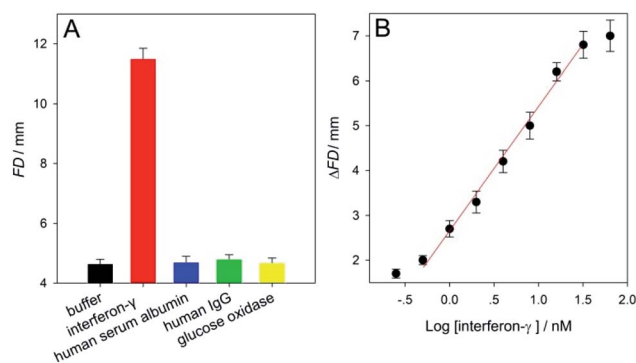 A
12
10
8
6
4
FD / mm
buffer
interferon-γ
human serum albumin
human IgG
glucose oxidase
B
7
6
5
4
3
2
ΔFD/ mm
-.5
0.0
.5
1.0
1.5
2.0
Log [interferon-γ ] / nM